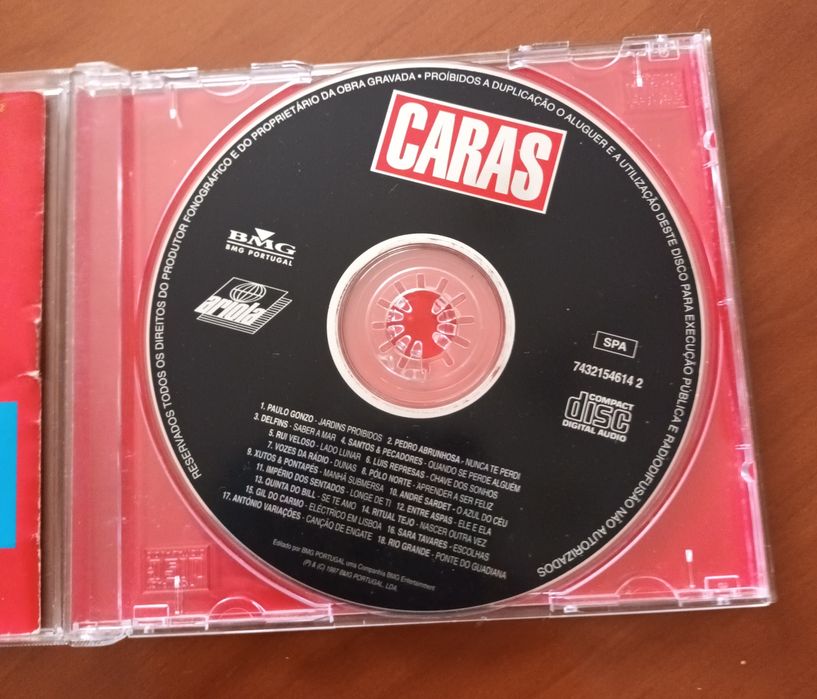 CARAS
RESERVADOS TODOS OS DIREITOS DO PRODUTOR FONOGRÁFICO E DO PROPRIETÁRIO DA OBRA GRAVADA • PROÍBIDOS A DUPLICAÇÃO O ALUGUER E A UTILIZAÇÃO DESTE DISCO PARA EXECUÇÃO PÚBLICA E RADIODIFUSÃO NÃO AUTORIZADOS
BMG
BMG PORTUGAL
ariola
SPA
7432154614 2
COMPACT
disc
DIGITAL AUDIO
1. PAULO GONZO - JARDINS PROIBIDOS 2. PEDRO ABRUNHOSA - NUNCA TE PERDI
3. DELFINS - SABER A MAR 4. SANTOS & PECADORES - QUANDO SE PERDE ALGUÉM
5. RUI VELOSO - LADO LUNAR 6. LUIS REPRESAS - CHAVE DOS SONHOS
7. VOZES DA RÁDIO - DUNAS 8. PÓLO NORTE - APRENDER A SER FELIZ
9. XUTOS & PONTAPÉS - MANHÃ SUBMERSA 10. ANDRÉ SARDET - O AZUL DO CÉU
11. IMPÉRIO DOS SENTADOS - LONGE DE TI 12. ENTRE ASPAS - ELE E ELA
13. QUINTA DO BILL - SE TE AMO 14. RITUAL TEJO - NASCER OUTRA VEZ
15. GIL DO CARMO - ELÉCTRICO EM LISBOA 16. SARA TAVARES - ESCOLHAS
17. ANTÓNIO VARIAÇÕES - CANÇÃO DE ENGATE 18. RIO GRANDE - PONTE DO GUADIANA
Editado por BMG PORTUGAL uma Companhia BMG Entertainment
(P) & (C) 1997 BMG PORTUGAL, LDA.